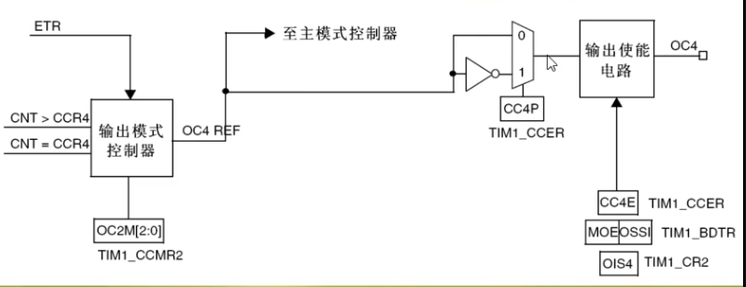 ETR
至主模式控制器
0
输出使能
电路
OC4
CNT > CCR4
CNT = CCR4
输出模式
控制器
OC4 REF
1
CC4P
TIM1_CCER
OC2M[2:0]
TIM1_CCMR2
CC4E TIM1_CCER
MOE OSSI TIM1_BDTR
OIS4 TIM1_CR2